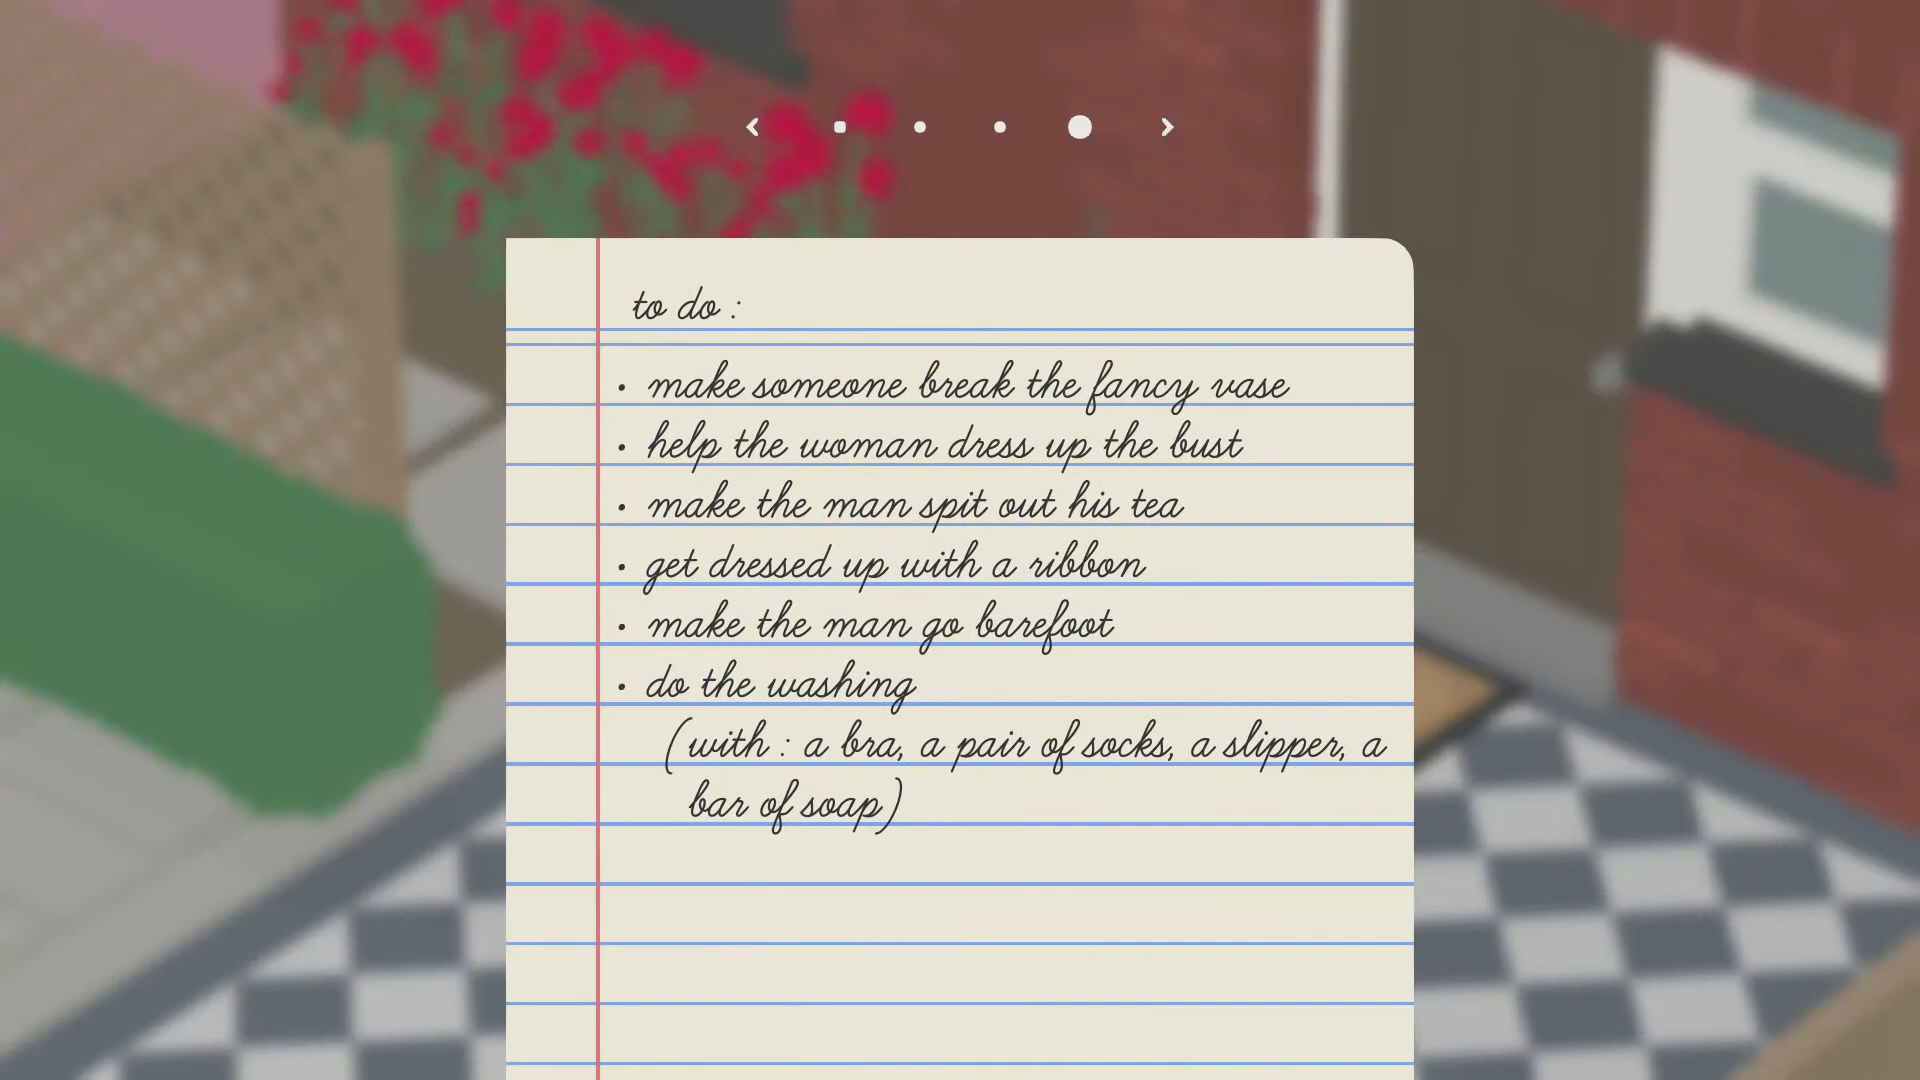 to do :
• make someone break the fancy vase
• help the woman dress up the bust
• make the man spit out his tea
• get dressed up with a ribbon
• make the man go barefoot
• do the washing
(with : a bra, a pair of socks, a slipper, a
bar of soap)